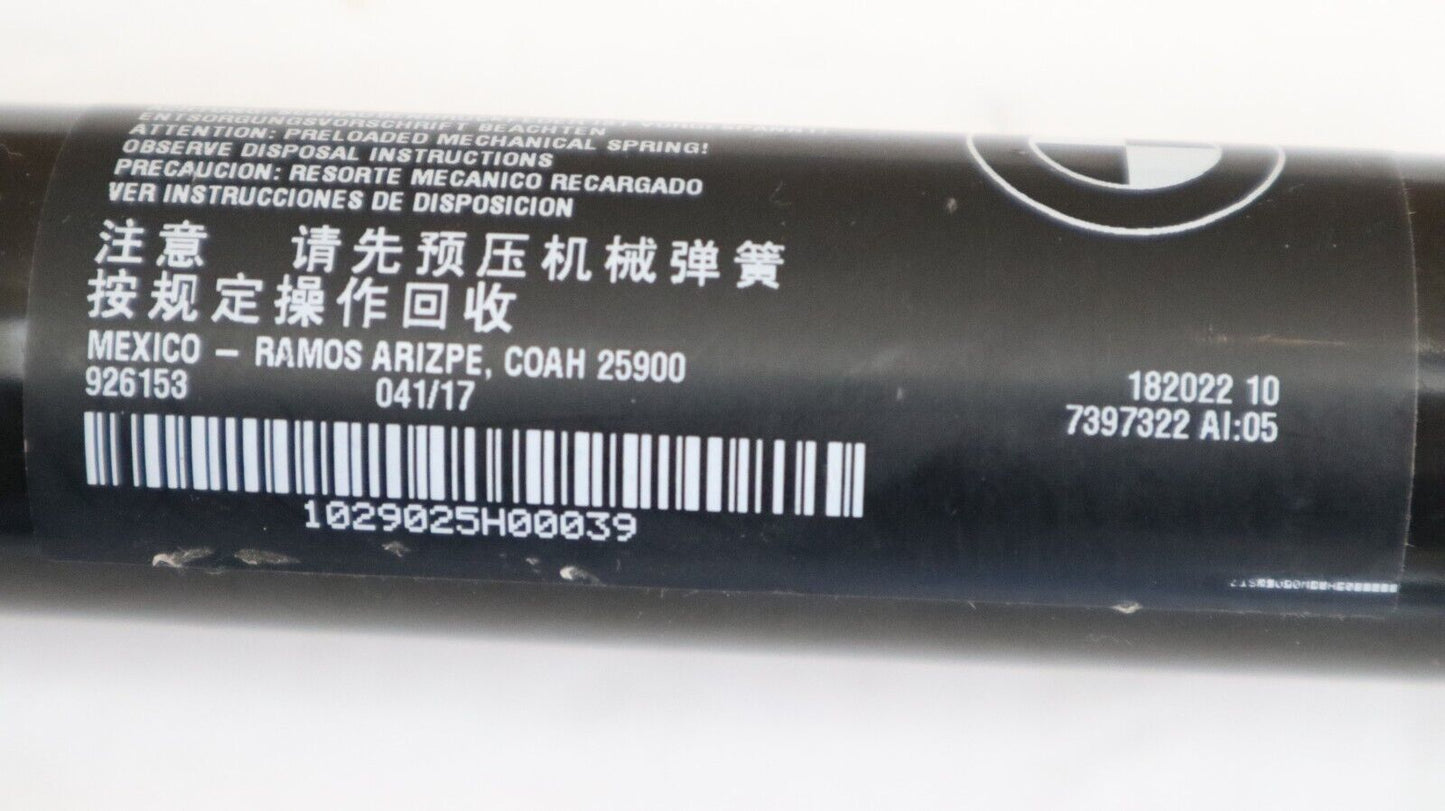 ENTSORGUNGSVORSCHRIFT BEACHTEN
ATTENTION: PRELOADED MECHANICAL SPRING!
OBSERVE DISPOSAL INSTRUCTIONS
PRECAUCION: RESORTE MECANICO RECARGADO
VER INSTRUCCIONES DE DISPOSICION
注意 请先预压机械弹簧
按规定操作回收
MEXICO – RAMOS ARIZPE, COAH 25900
926153 041/17
1029025H00039
182022 10
7397322 AI:05